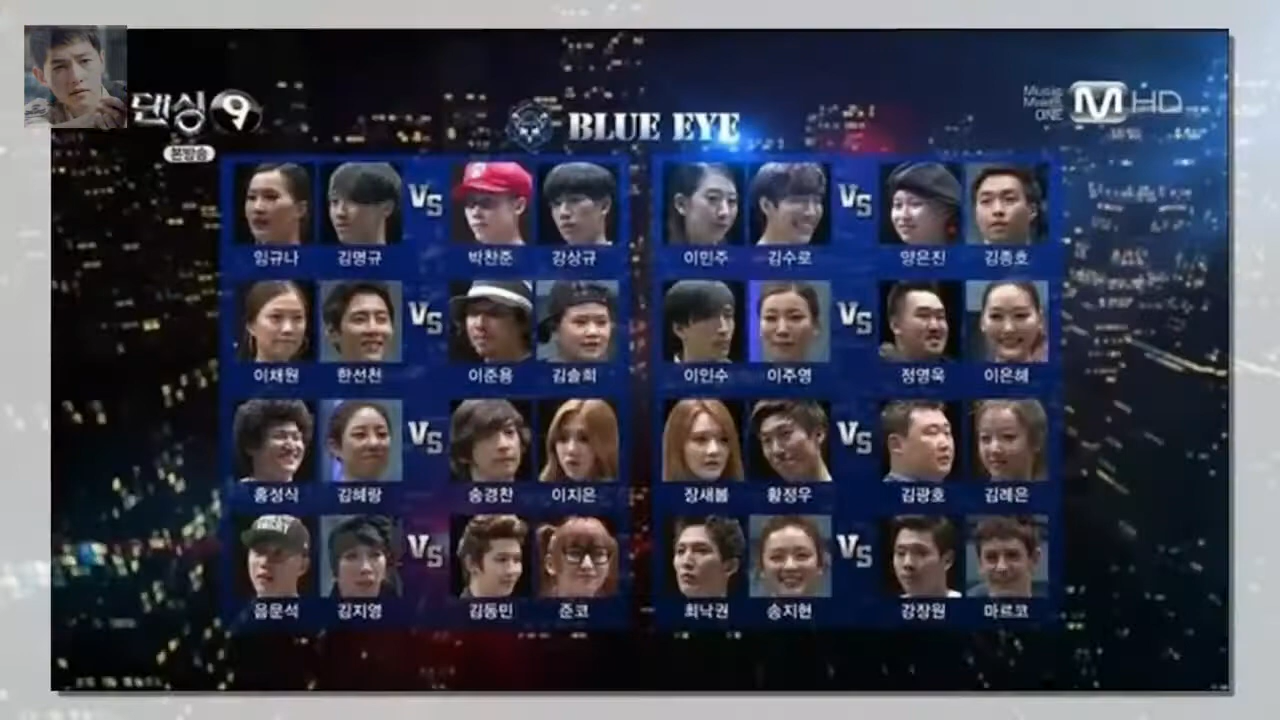 댄싱 9
본방송
BLUE EYE
Music
Makes
ONE
M HD
임규나 김명규 VS 박찬준 강상규
이민주 김수로 VS 양은진 김종호
이채원 한선천 VS 이준용 김솔희
이인수 이주영 VS 정명욱 이은혜
홍성식 김혜랑 VS 송경찬 이지은
장새봄 황정우 VS 김광호 김례은
음문석 김지영 VS 김동민 준코
최낙권 송지현 VS 강장원 마르코